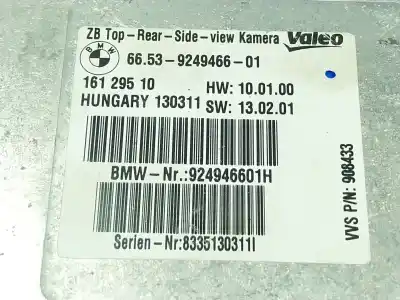 ZB Top-Rear-Side-view Kamera Valeo
BMW 66.53-9249466-01
161 295 10 HW: 10.01.00
HUNGARY 130311 SW: 13.02.01
BMW-Nr.:924946601H
Serien-Nr:8335130311I
VVS P/N: 908433